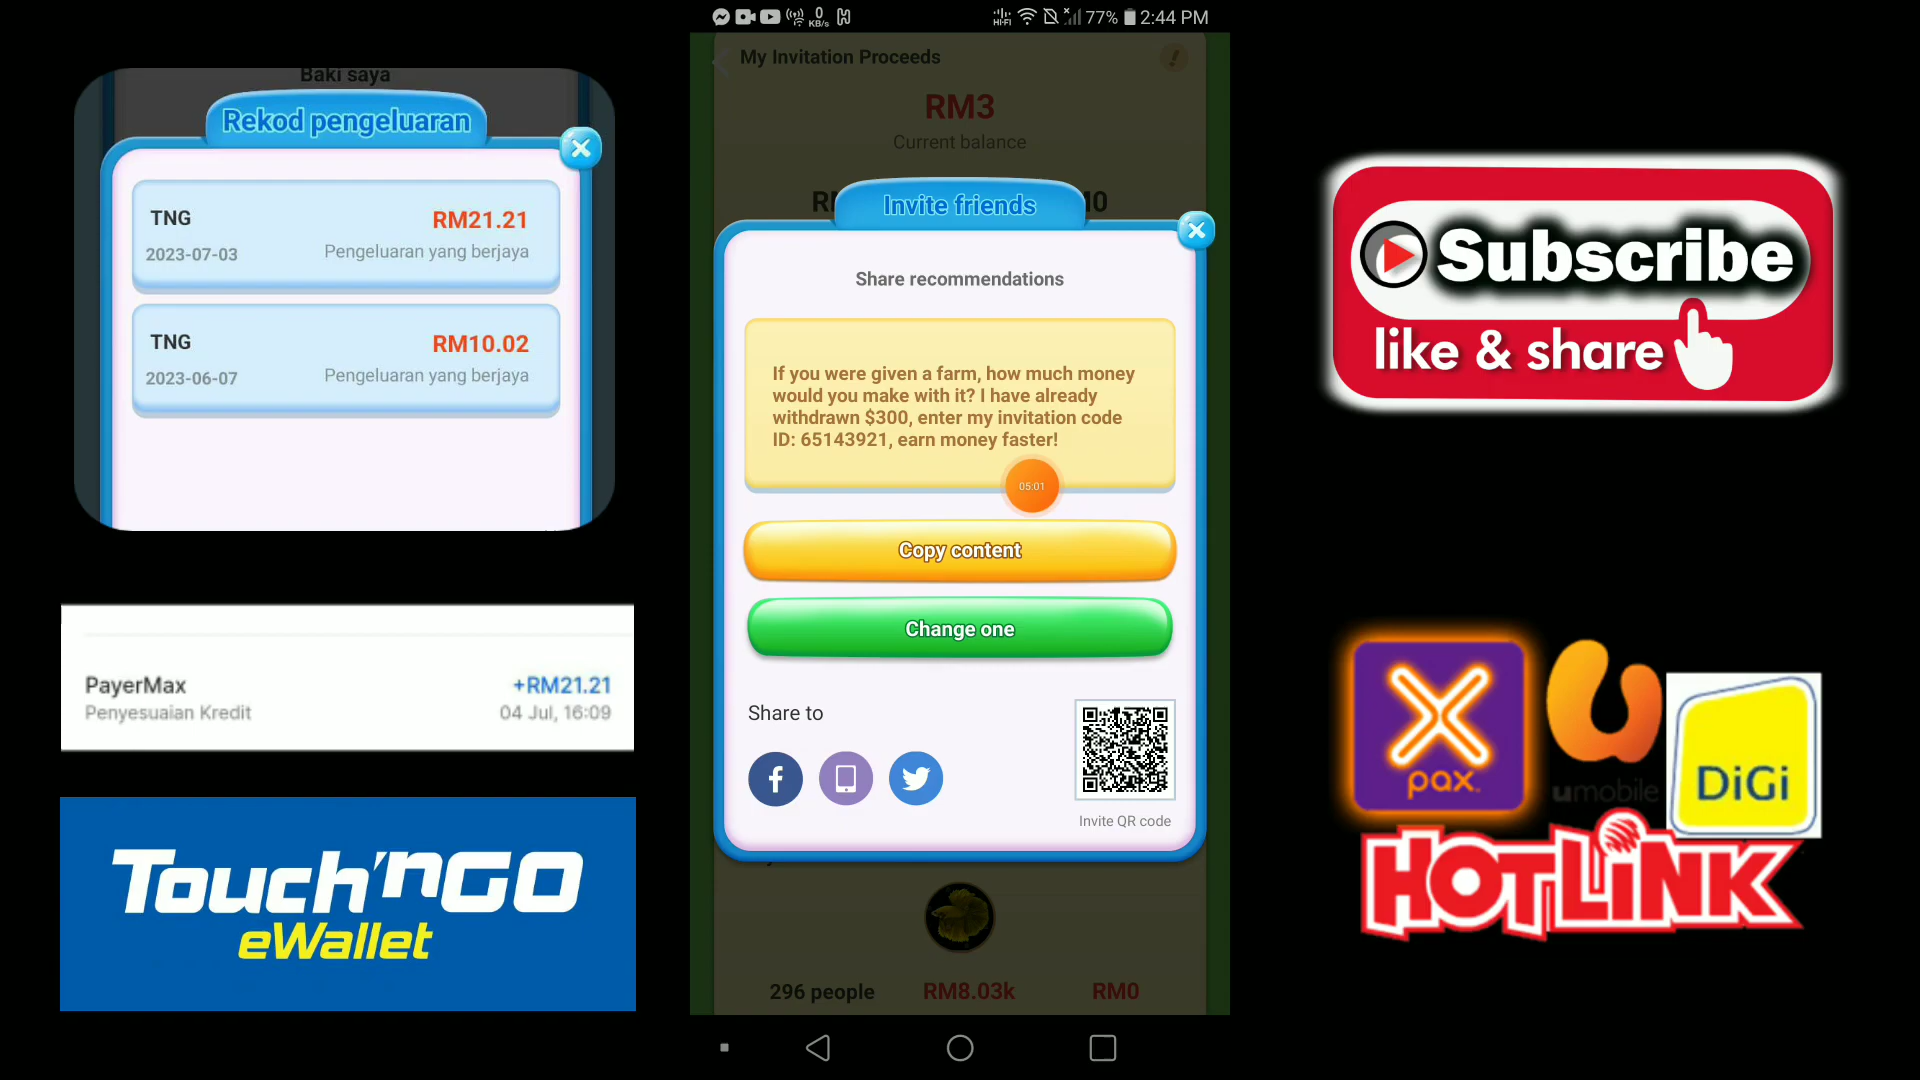 Baki saya
Rekod pengeluaran
TNG
RM21.21
2023-07-03
Pengeluaran yang berjaya
TNG
RM10.02
2023-06-07
Pengeluaran yang berjaya
PayerMax
+RM21.21
Penyesuaian Kredit
04 Jul, 16:09
Touch'nGO
eWallet
0
KB/s
HI-FI
77%
2:44 PM
My Invitation Proceeds
RM3
Current balance
Invite friends
Share recommendations
If you were given a farm, how much money
would you make with it? I have already
withdrawn $300, enter my invitation code
ID: 65143921, earn money faster!
05:01
Copy content
Change one
Share to
Invite QR code
296 people
RM8.03k
RM0
Subscribe
like & share
pax.
umobile
DiGi
HOTLINK